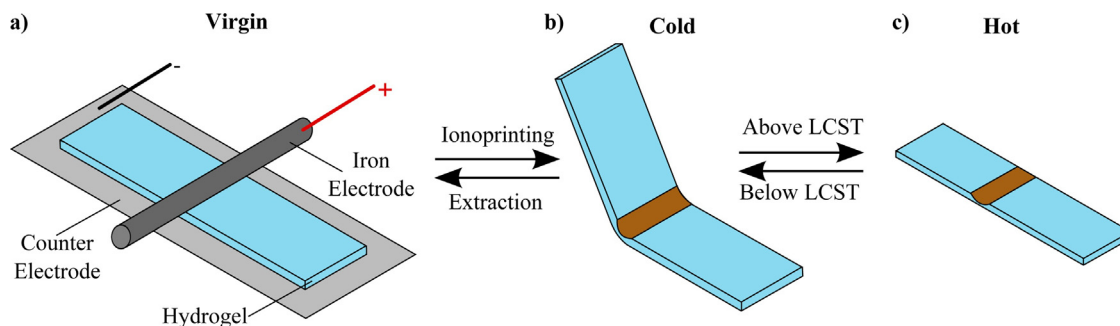 a)
Virgin
-
+
Iron
Electrode
Counter
Electrode
Hydrogel
Ionoprinting
Extraction
b)
Cold
Above LCST
Below LCST
c)
Hot